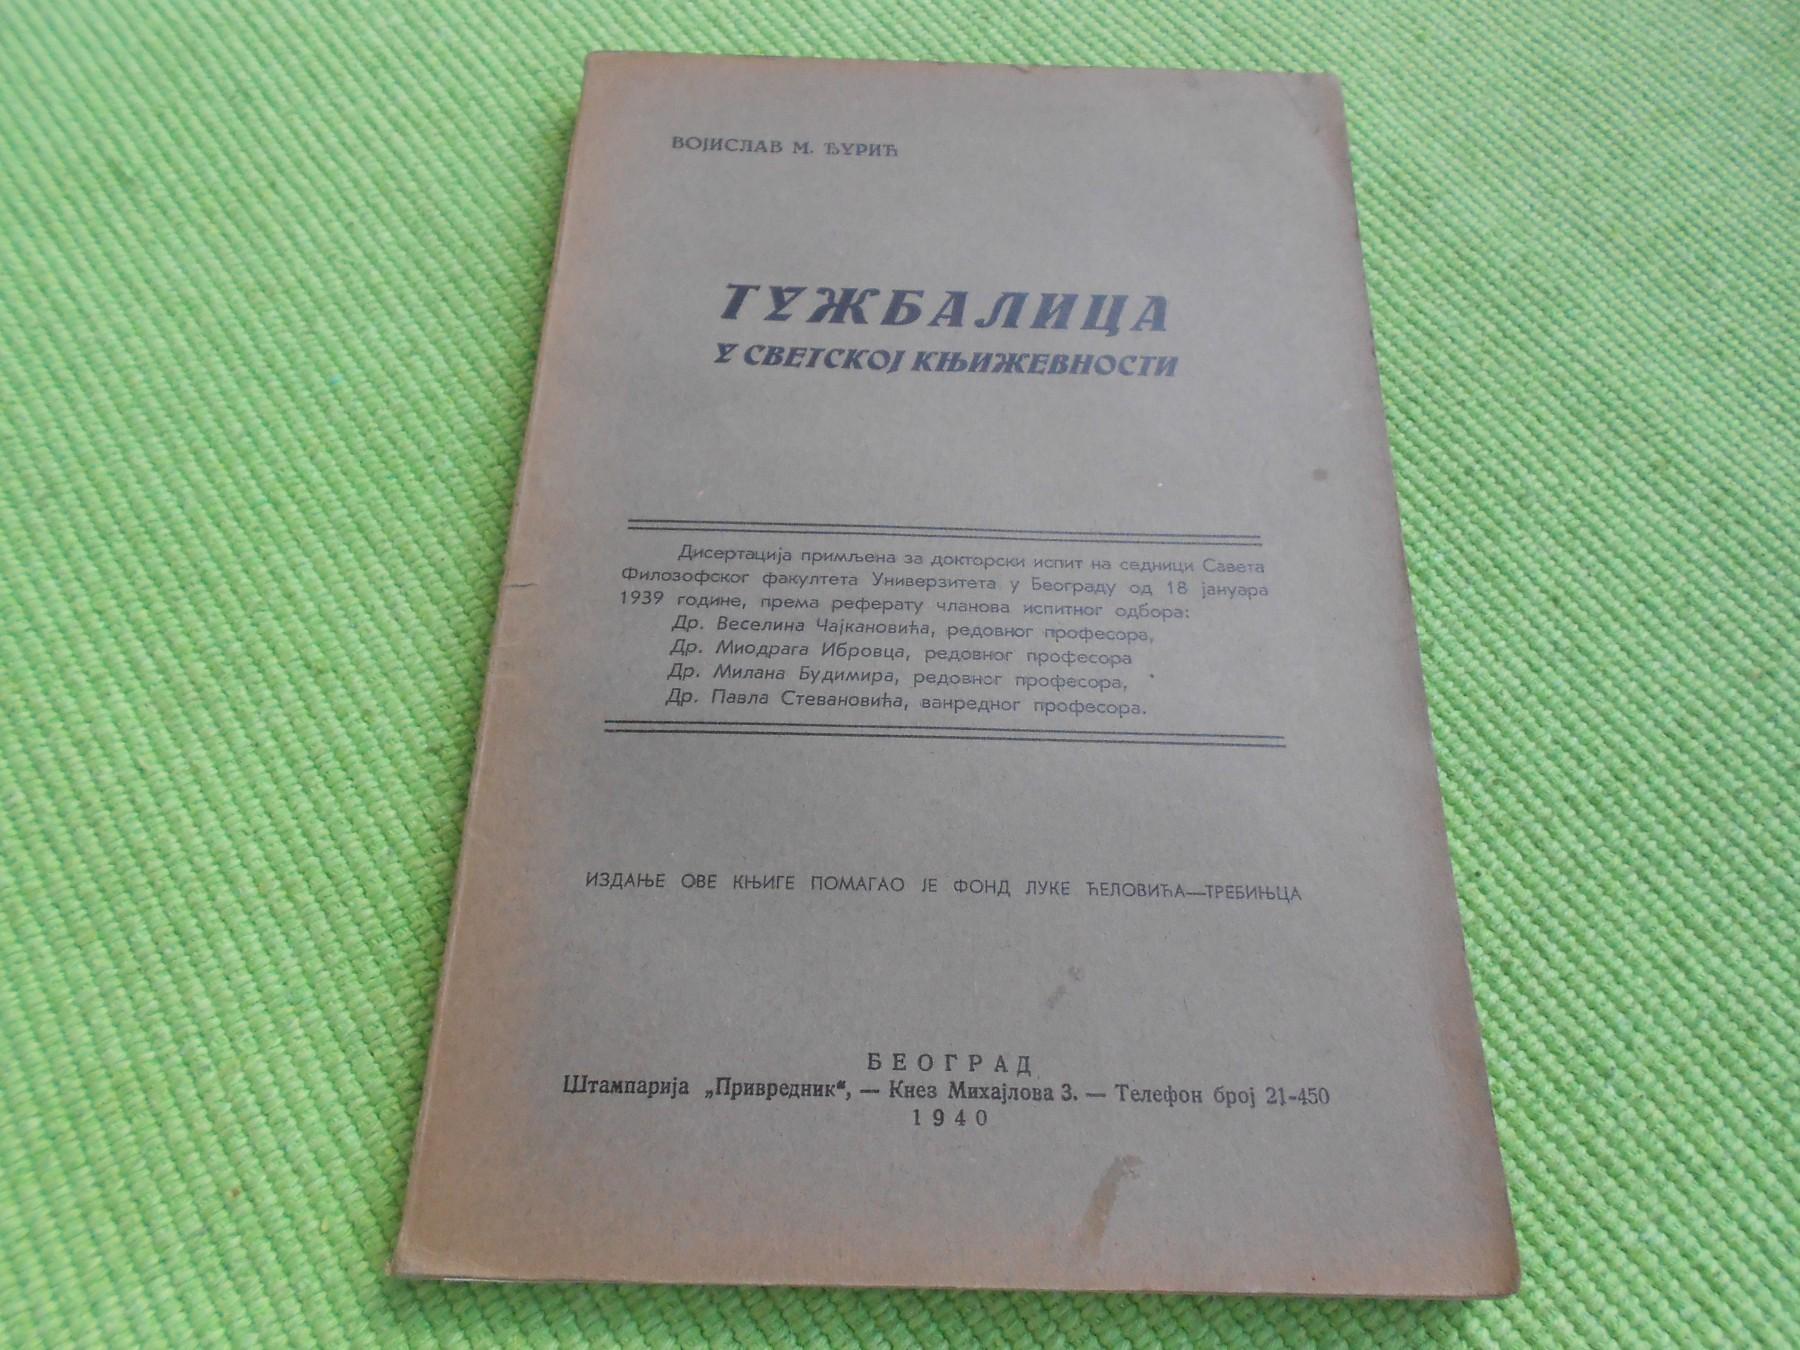 ВОЈИСЛАВ М. ЂУРИЋ
ТУЖБАЛИЦА
У СВЕТСКОЈ КЊИЖЕВНОСТИ
Дисертација примљена за докторски испит на седници Савета
Филозофског факултета Универзитета у Београду од 18 јануара
1939 године, према реферату чланова испитног одбора:
Др. Веселина Чајкановића, редовног професора,
Др. Миодрага Ибровца, редовног професора
Др. Милана Будимира, редовног професора,
Др. Павла Стевановића, ванредног професора.
ИЗДАЊЕ ОВЕ КЊИГЕ ПОМАГАО ЈЕ ФОНД ЛУКЕ ЋЕЛОВИЋА—ТРЕБИЊЦА
БЕОГРАД
Штампарија „Привредник“, — Кнез Михајлова 3. — Телефон број 21-450
1940